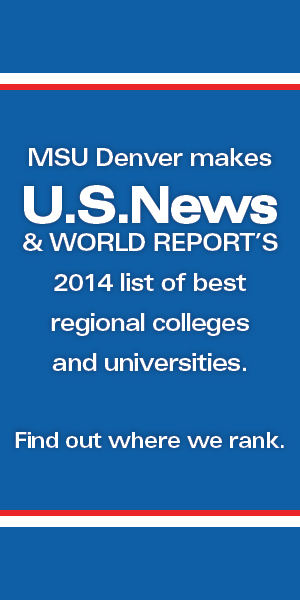 MSU Denver makes
U.S.News
& WORLD REPORT'S
2014 list of best
regional colleges
and universities.
Find out where we rank.